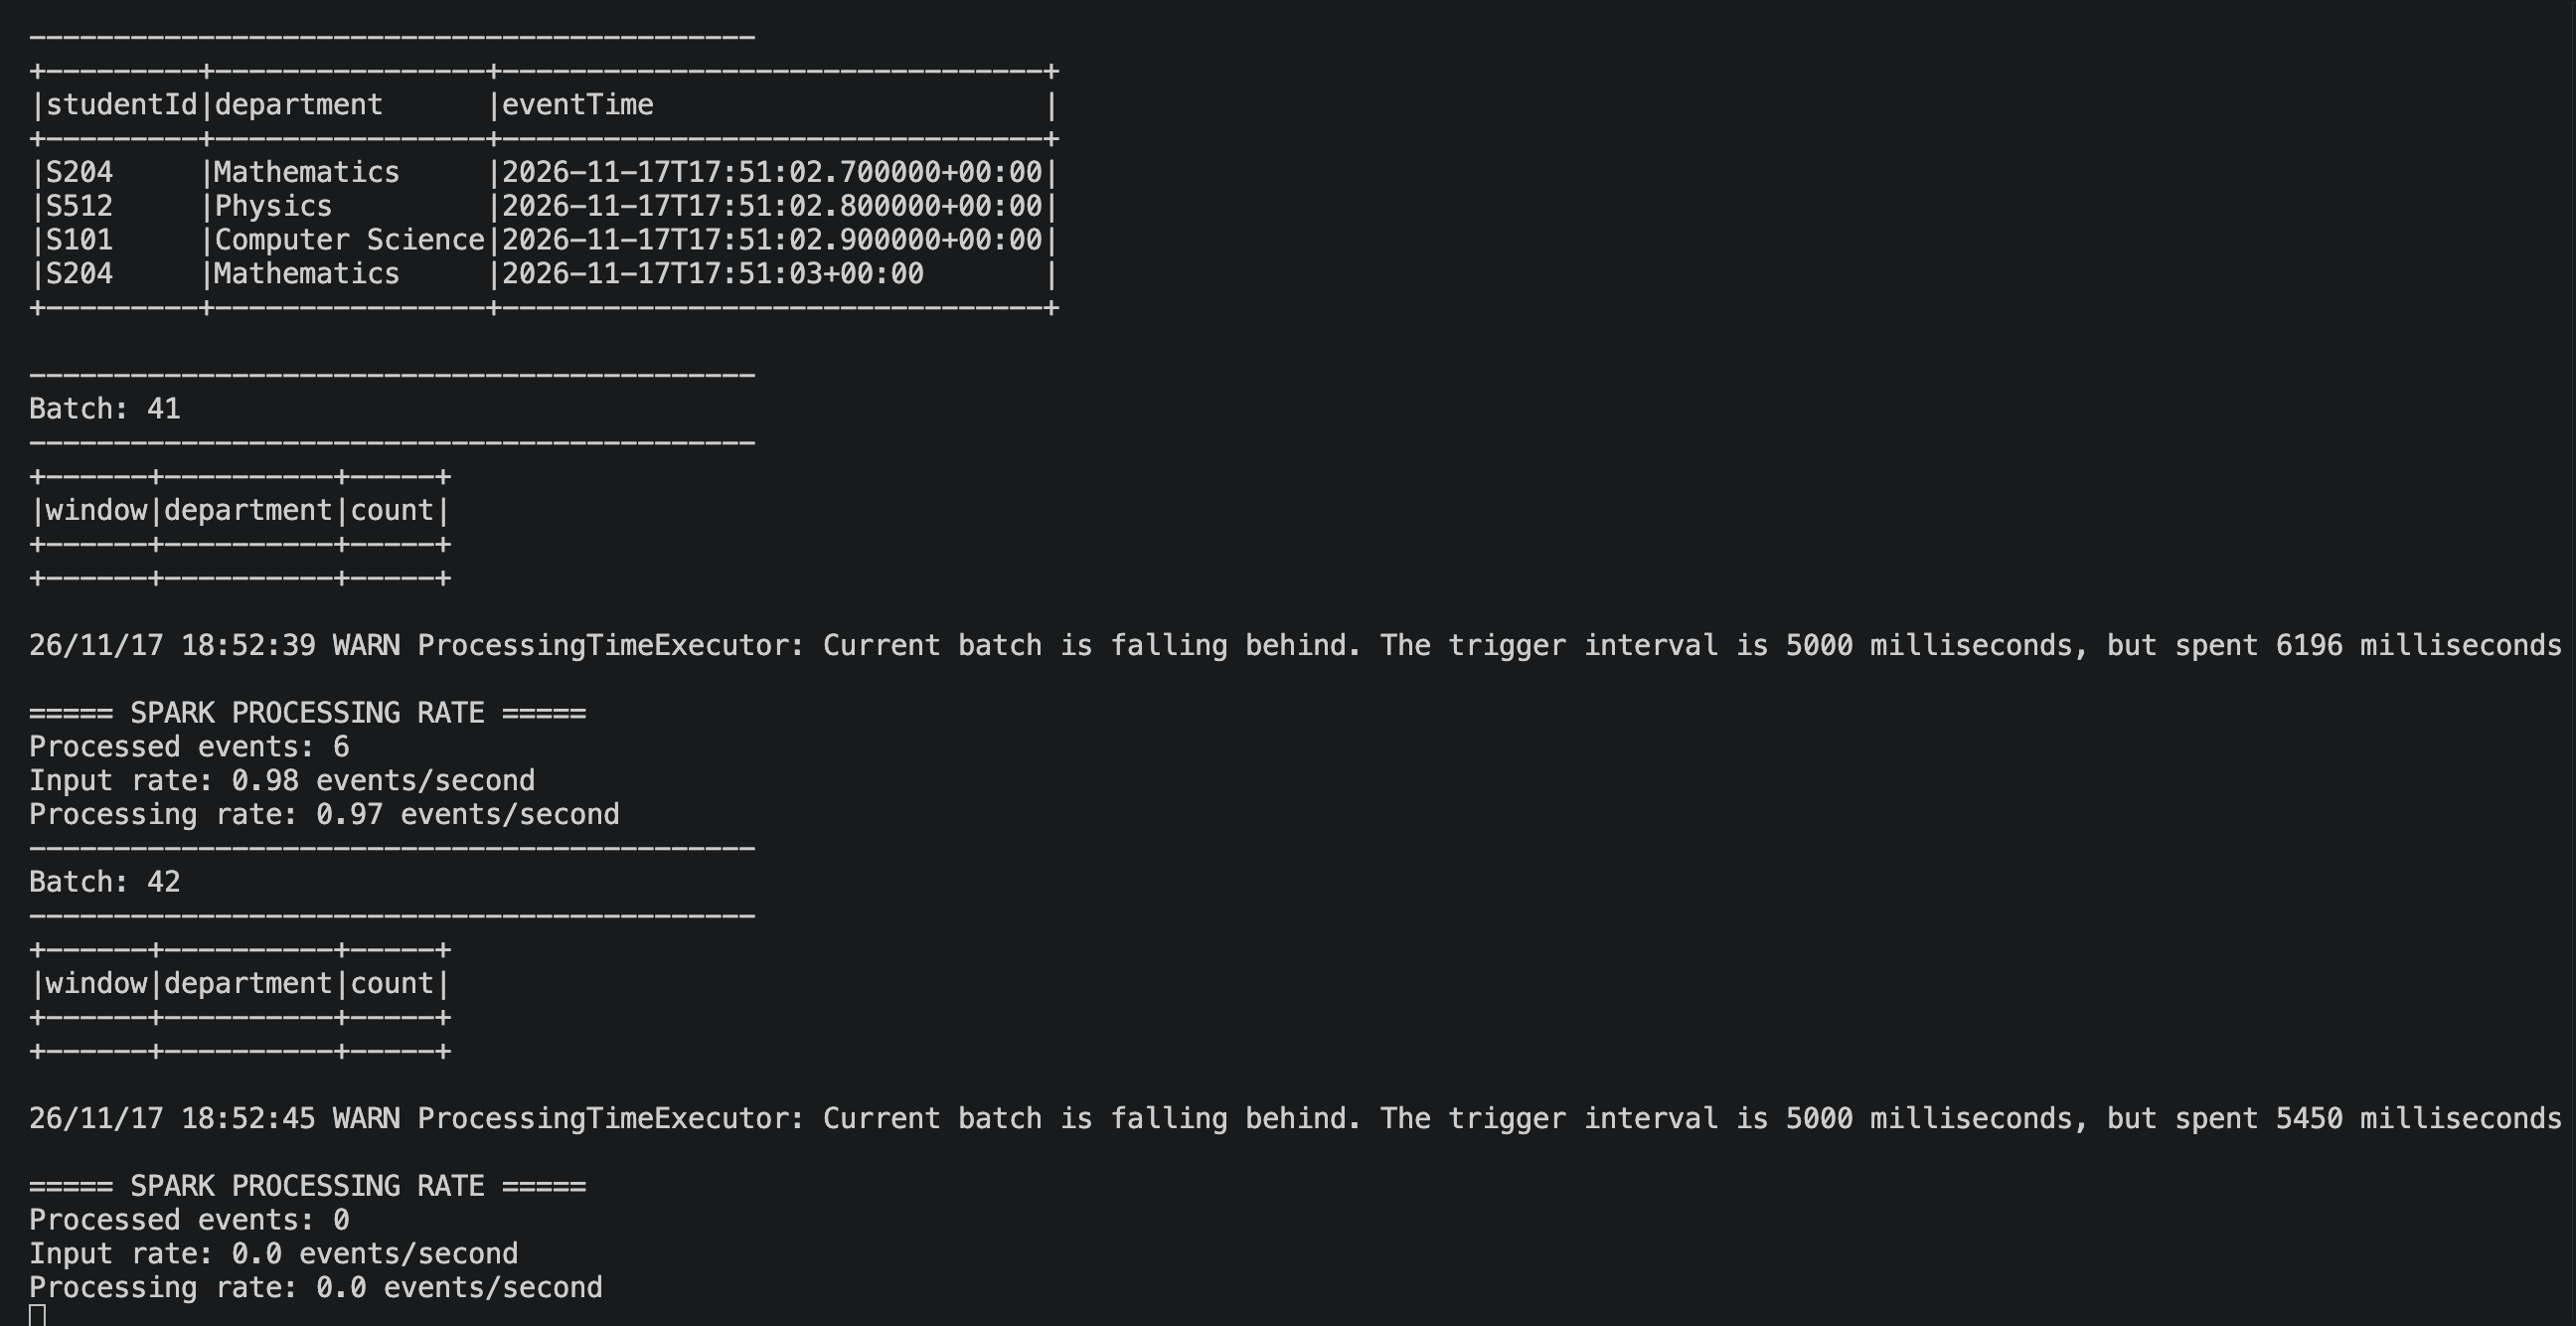 -------------------------------------------
+---------+----------------+--------------------------------+
|studentId|department      |eventTime                       |
+---------+----------------+--------------------------------+
|S204     |Mathematics     |2026-11-17T17:51:02.700000+00:00|
|S512     |Physics         |2026-11-17T17:51:02.800000+00:00|
|S101     |Computer Science|2026-11-17T17:51:02.900000+00:00|
|S204     |Mathematics     |2026-11-17T17:51:03+00:00       |
+---------+----------------+--------------------------------+
-------------------------------------------
Batch: 41
-------------------------------------------
+------+----------+-----+
|window|department|count|
+------+----------+-----+
+------+----------+-----+
26/11/17 18:52:39 WARN ProcessingTimeExecutor: Current batch is falling behind. The trigger interval is 5000 milliseconds, but spent 6196 milliseconds
===== SPARK PROCESSING RATE =====
Processed events: 6
Input rate: 0.98 events/second
Processing rate: 0.97 events/second
-------------------------------------------
Batch: 42
-------------------------------------------
+------+----------+-----+
|window|department|count|
+------+----------+-----+
+------+----------+-----+
26/11/17 18:52:45 WARN ProcessingTimeExecutor: Current batch is falling behind. The trigger interval is 5000 milliseconds, but spent 5450 milliseconds
===== SPARK PROCESSING RATE =====
Processed events: 0
Input rate: 0.0 events/second
Processing rate: 0.0 events/second